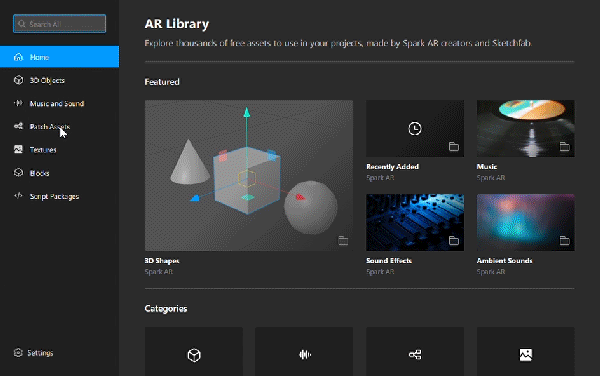 Search All...
Home
3D Objects
Music and Sound
Patch Assets
Textures
Blocks
Script Packages
Settings
AR Library
Explore thousands of free assets to use in your projects, made by Spark AR creators and Sketchfab.
Featured
3D Shapes
Spark AR
Recently Added
Spark AR
Music
Spark AR
Sound Effects
Spark AR
Ambient Sounds
Spark AR
Categories